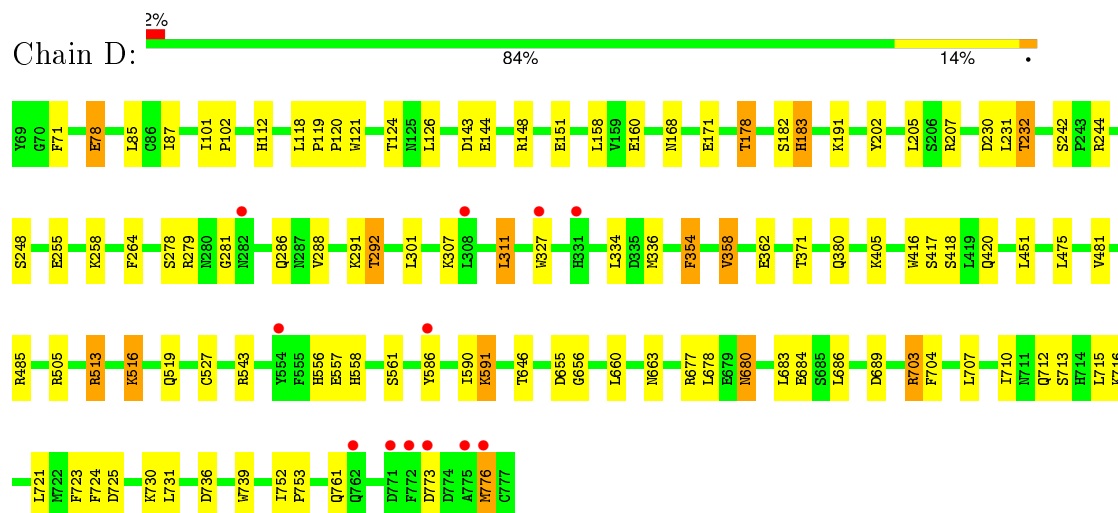 2%
Chain D:
84% 14% •
Y69 G70 F71 E78 L85 C86 I87 I101 P102 H112 L118 P119 P120 W121 T124 N125 L126 D143 E144 R148 E151 L158 V159 E160 N168 E171 T178 S182 H183 K191 Y202 L205 S206 R207 D230 L231 T232 S242 P243 R244
S248 E255 K258 F264 S278 R279 N280 G281 N282 Q286 N287 V288 K291 T292 L301 K307 L308 L311 W327 H331 L334 D335 M336 F354 V358 E362 T371 Q380 K405 W416 S417 S418 L419 Q420 L451 L475 V481
R485 R505 R513 K516 Q519 C527 R543 Y554 F555 H556 E557 H558 S561 Y586 I590 K591 T646 D655 G656 L660 N663 R677 L678 E679 N680 L683 E684 S685 L686 D689 R703 F704 L707 I710 N711 Q712 S713 H714 L715 K716
L721 M722 F723 F724 D725 K730 L731 D736 W739 I752 P753 Q761 Q762 D771 F772 D773 D774 A775 M776 C777